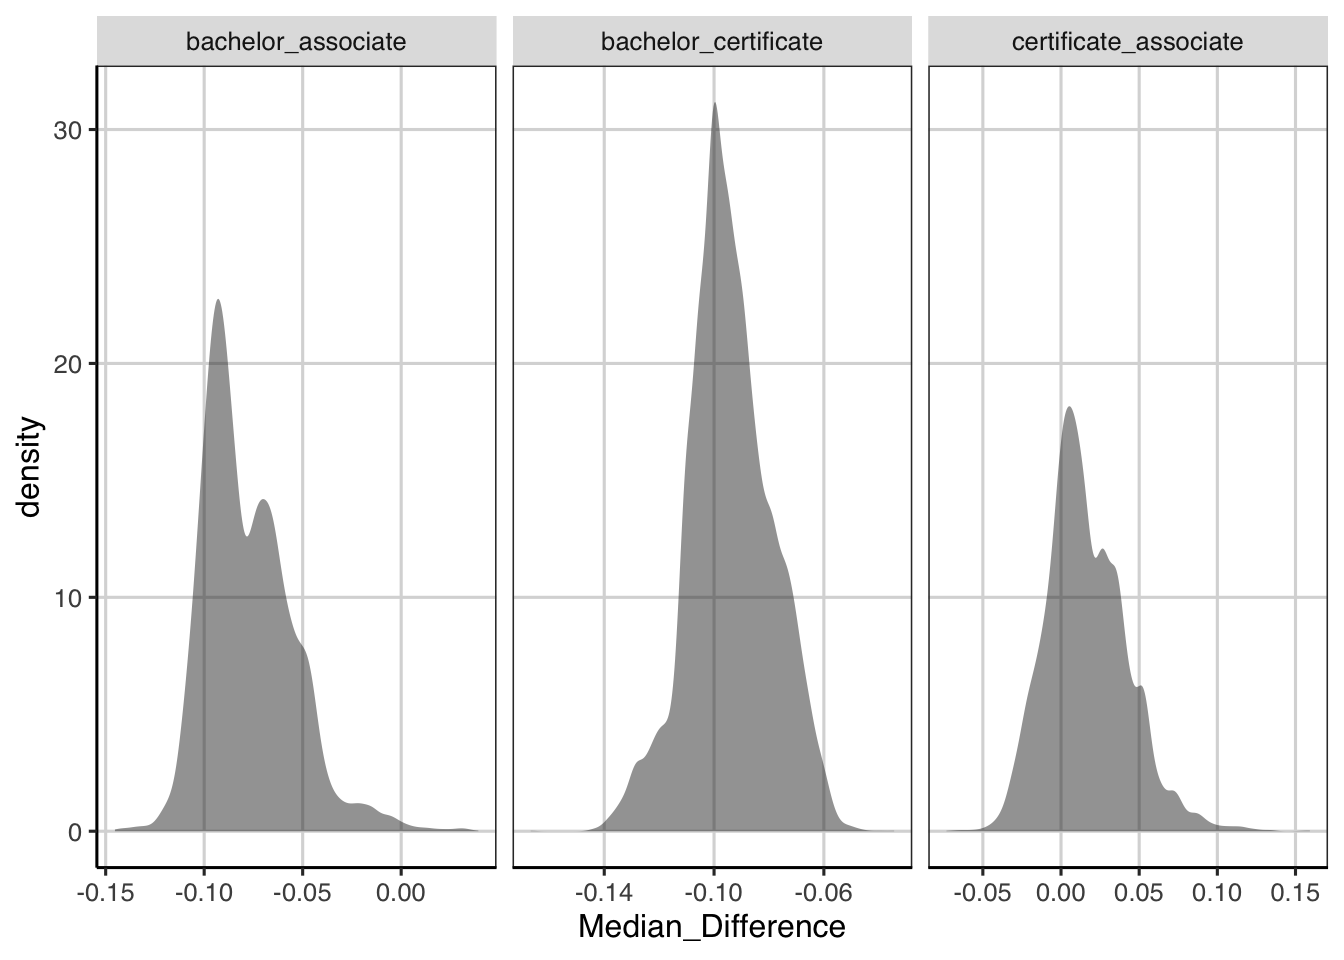 bachelor_associate bachelor_certificate certificate_associate
30
20
10
0
density
-0.15 -0.10 -0.05 0.00 -0.14 -0.10 -0.06 -0.05 0.00 0.05 0.10 0.15
Median_Difference